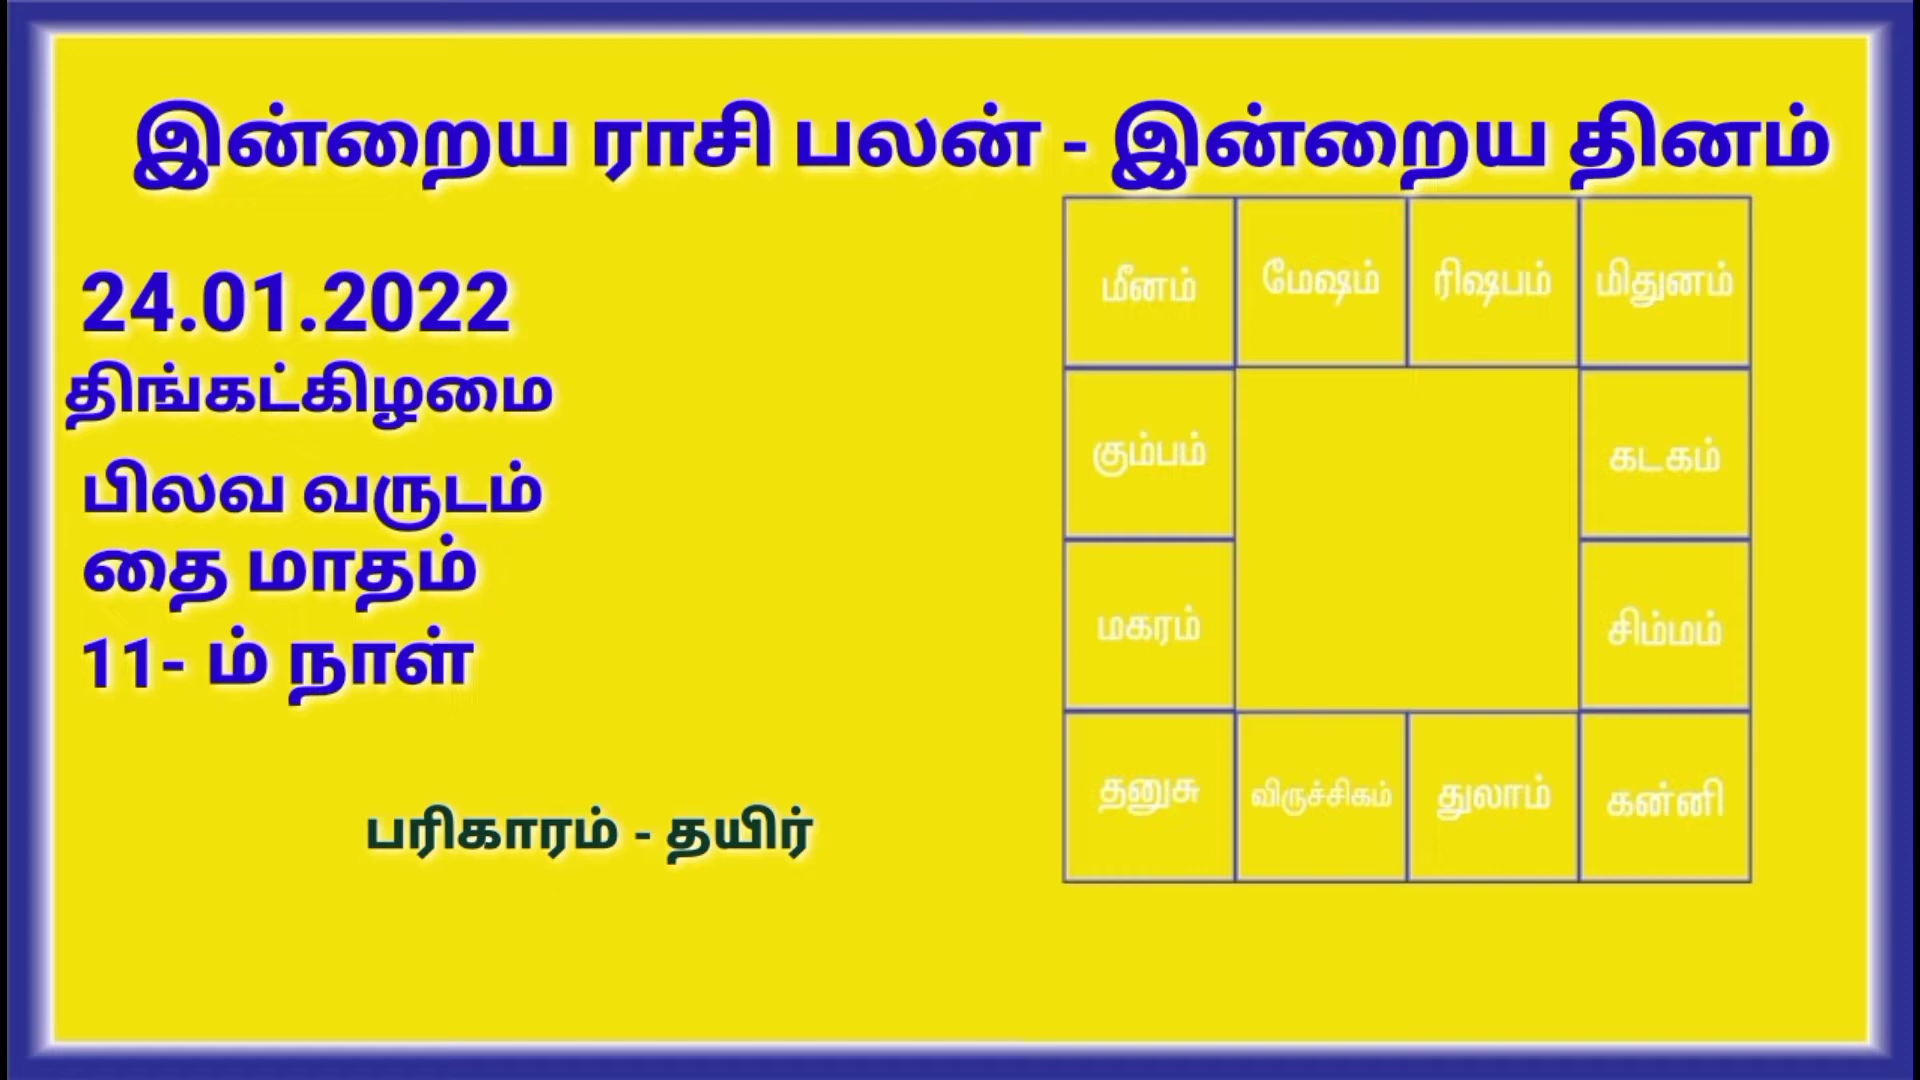 இன்றைய ராசி பலன் - இன்றைய தினம்
24.01.2022
திங்கட்கிழமை
பிலவ வருடம்
தை மாதம்
11- ம் நாள்
பரிகாரம் - தயிர்
மீனம் மேஷம் ரிஷபம் மிதுனம்
கும்பம் கடகம்
மகரம் சிம்மம்
தனுசு விருச்சிகம் துலாம் கன்னி